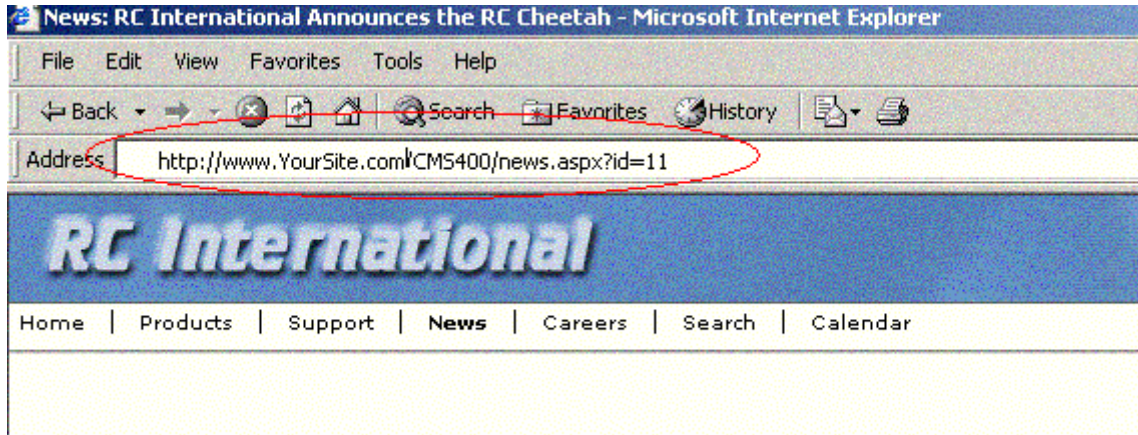 News: RC International Announces the RC Cheetah - Microsoft Internet Explorer
File Edit View Favorites Tools Help
Back Search Favorites History
Address http://www.YourSite.com/CMS400/news.aspx?id=11
RC International
Home | Products | Support | News | Careers | Search | Calendar